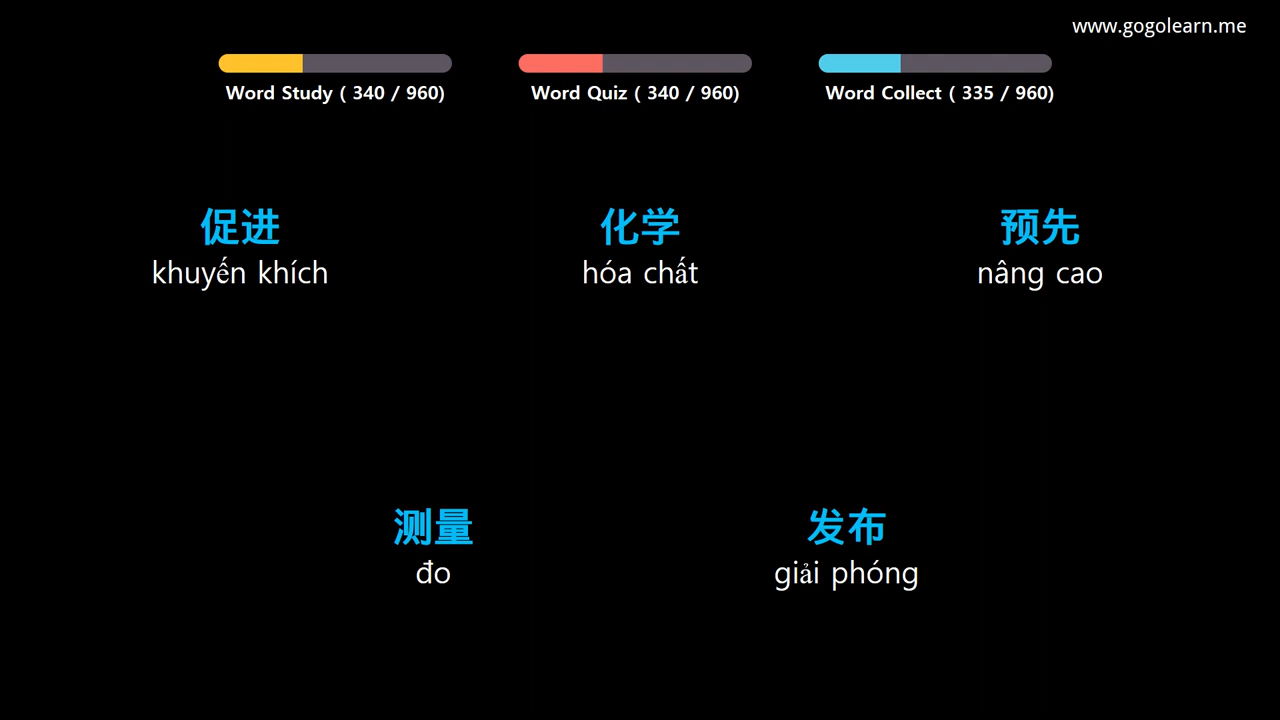 www.gogolearn.me
Word Study ( 340 / 960)
Word Quiz ( 340 / 960)
Word Collect ( 335 / 960)
促进
khuyến khích
化学
hóa chất
预先
nâng cao
测量
đo
发布
giải phóng